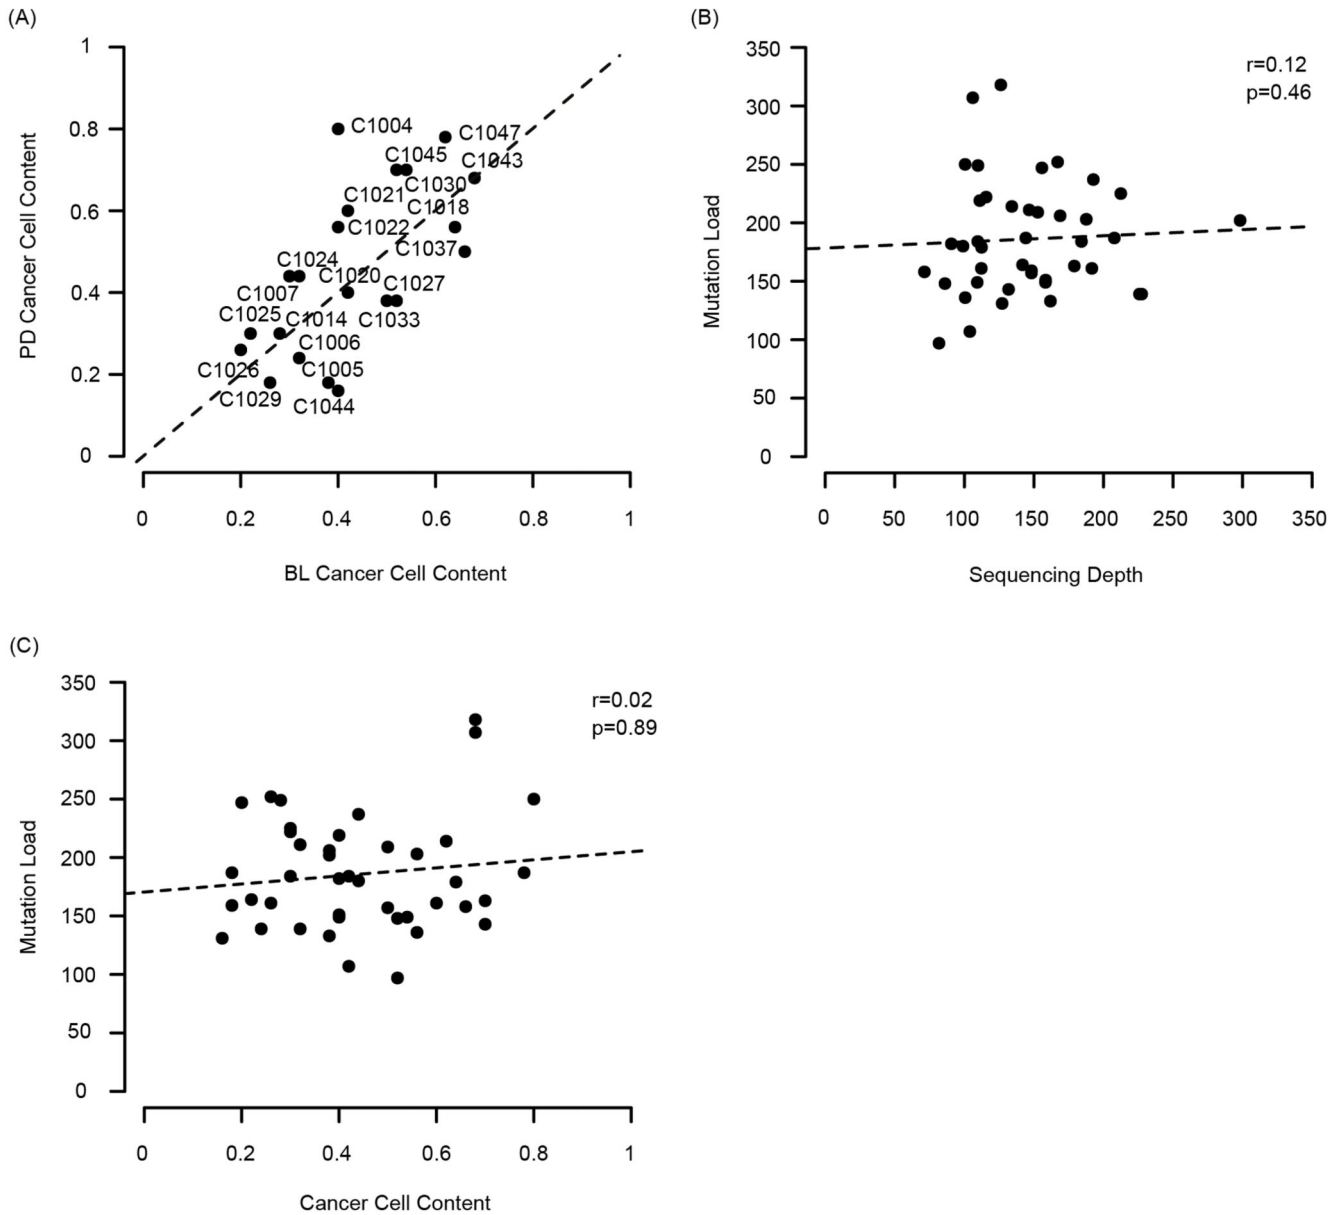 (A)
1
0.8
0.6
0.4
0.2
0
PD Cancer Cell Content
C1004
C1047
C1045
C1043
C1030
C1021
C1018
C1022
C1037
C1024
C1020
C1027
C1007
C1025
C1014
C1033
C1006
C1026
C1005
C1029
C1044
0 0.2 0.4 0.6 0.8 1
BL Cancer Cell Content
(B)
350
300
250
200
150
100
50
0
Mutation Load
r=0.12
p=0.46
0 50 100 150 200 250 300 350
Sequencing Depth
(C)
350
300
250
200
150
100
50
0
Mutation Load
r=0.02
p=0.89
0 0.2 0.4 0.6 0.8 1
Cancer Cell Content